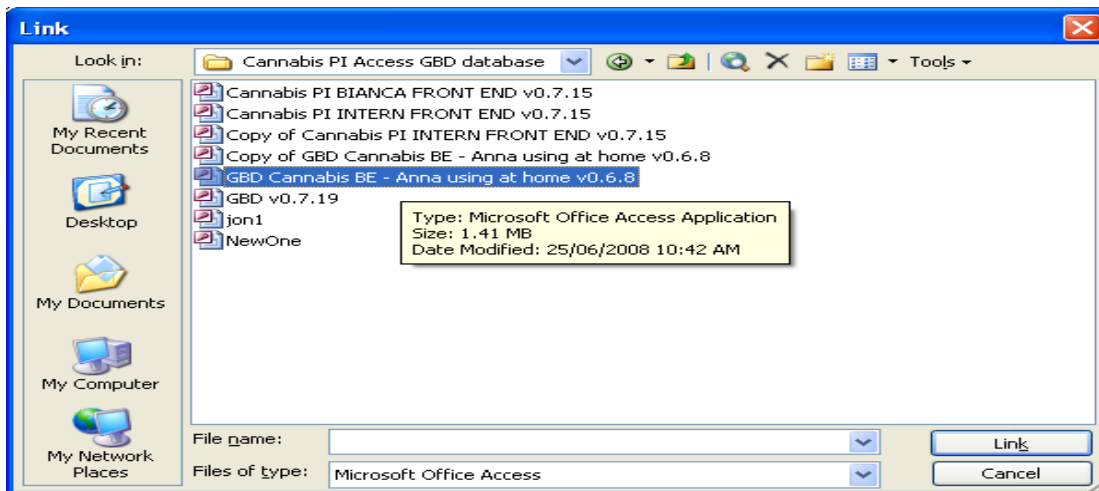 Link
Look in:
Cannabis PI Access GBD database
Tools
My Recent
Documents
Desktop
My Documents
My Computer
My Network
Places
Cannabis PI BIANCA FRONT END v0.7.15
Cannabis PI INTERN FRONT END v0.7.15
Copy of Cannabis PI INTERN FRONT END v0.7.15
Copy of GBD Cannabis BE - Anna using at home v0.6.8
GBD Cannabis BE - Anna using at home v0.6.8
GBD v0.7.19
jon1
NewOne
Type: Microsoft Office Access Application
Size: 1.41 MB
Date Modified: 25/06/2008 10:42 AM
File name:
Link
Files of type:
Microsoft Office Access
Cancel